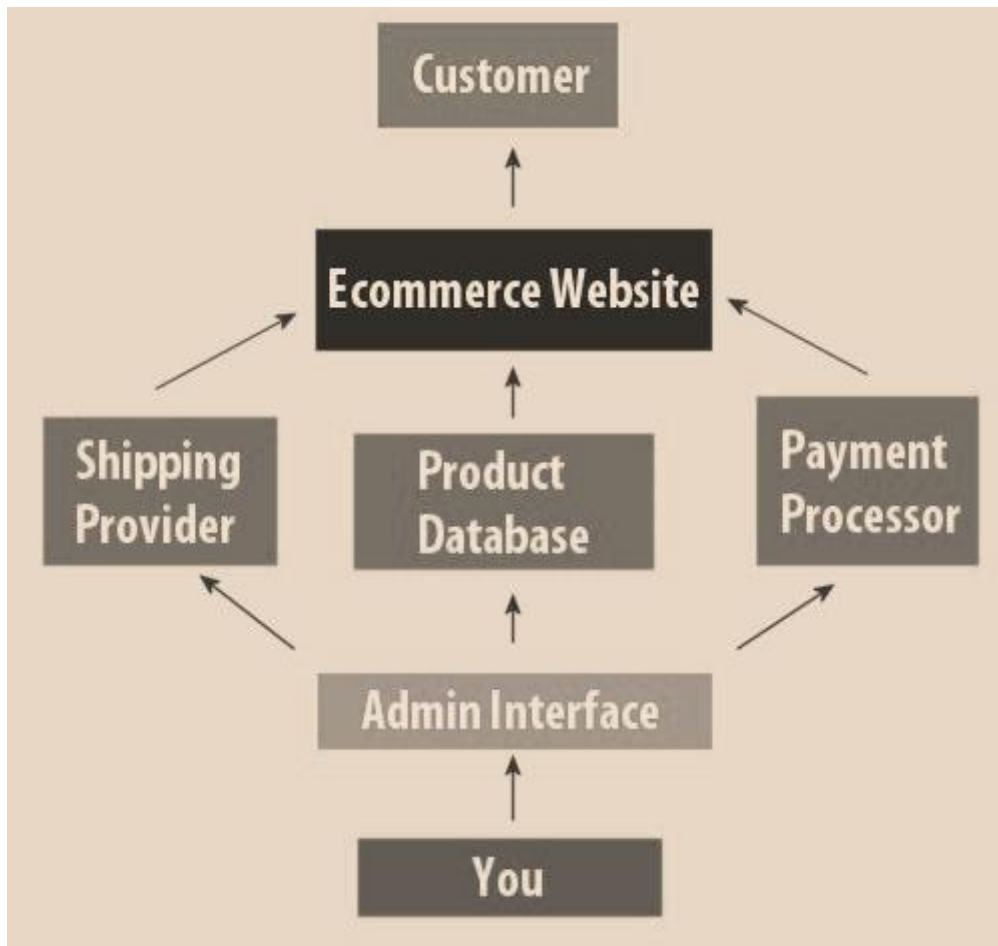 Customer
Ecommerce Website
Shipping
Provider
Product
Database
Payment
Processor
Admin Interface
You